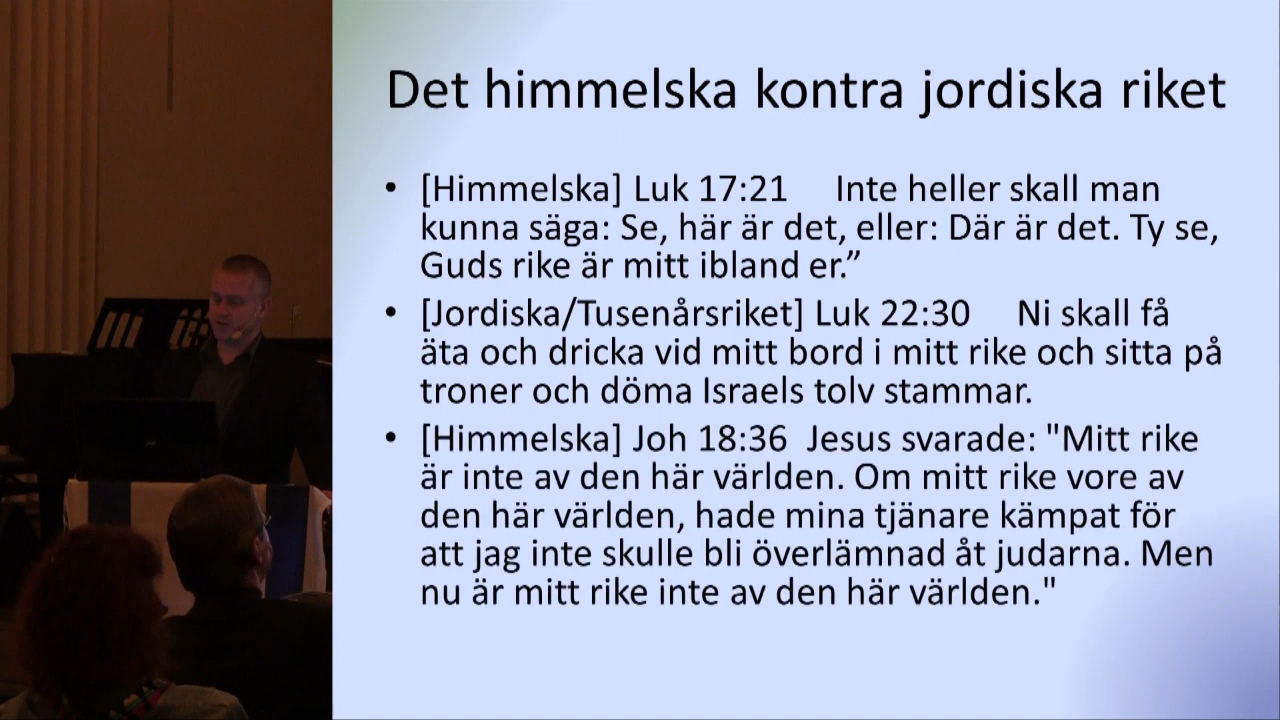 Det himmelska kontra jordiska riket
• [Himmelska] Luk 17:21 Inte heller skall man
kunna säga: Se, här är det, eller: Där är det. Ty se,
Guds rike är mitt ibland er.”
• [Jordiska/Tusenårsriket] Luk 22:30 Ni skall få
äta och dricka vid mitt bord i mitt rike och sitta på
troner och döma Israels tolv stammar.
• [Himmelska] Joh 18:36 Jesus svarade: "Mitt rike
är inte av den här världen. Om mitt rike vore av
den här världen, hade mina tjänare kämpat för
att jag inte skulle bli överlämnad åt judarna. Men
nu är mitt rike inte av den här världen."